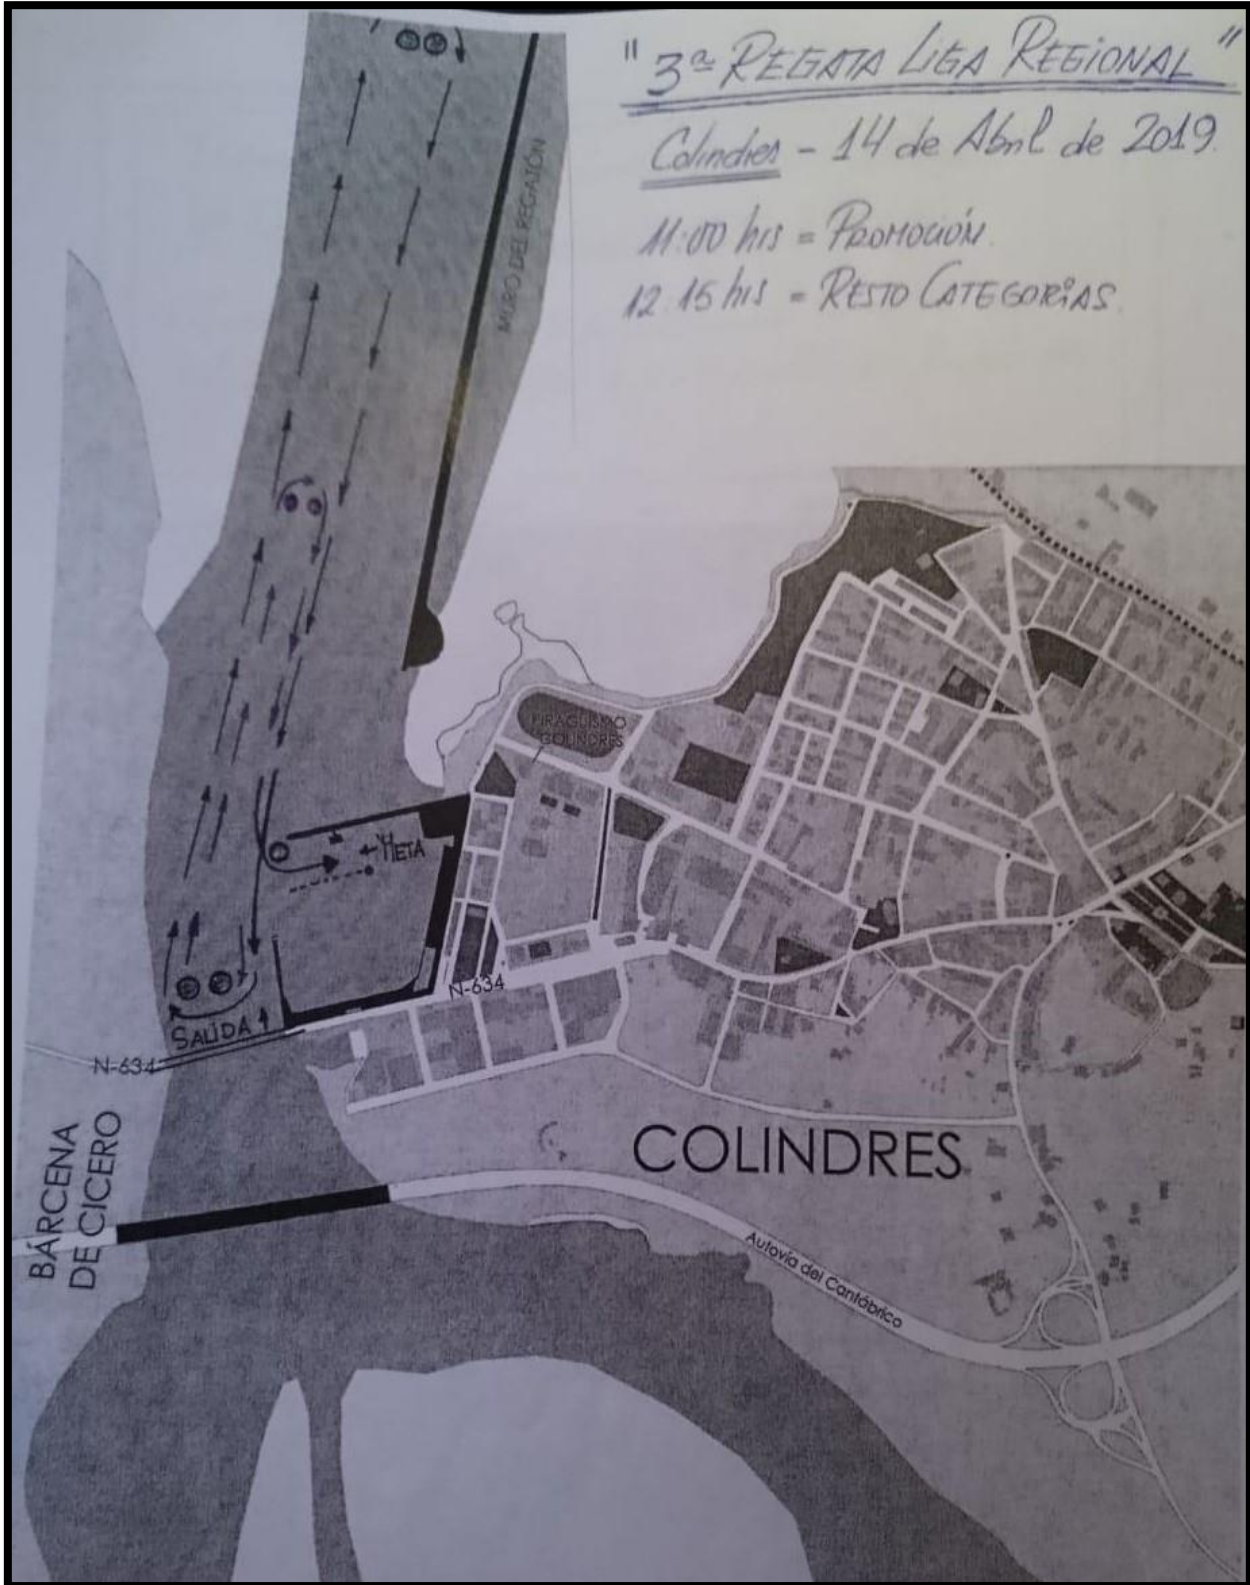 " 3ª REGATA LIGA REGIONAL "
Colindres - 14 de Abril de 2019.
11:00 hrs = PROMOCIÓN.
12.15 hrs = RESTO CATEGORIAS.
MURO DEL REGATÓN
PIRAGÜISMO
COLINDRES
← META
N-634
SALIDA
N-634
BÁRCENA
DE CICERO
COLINDRES
Autovía del Cantábrico